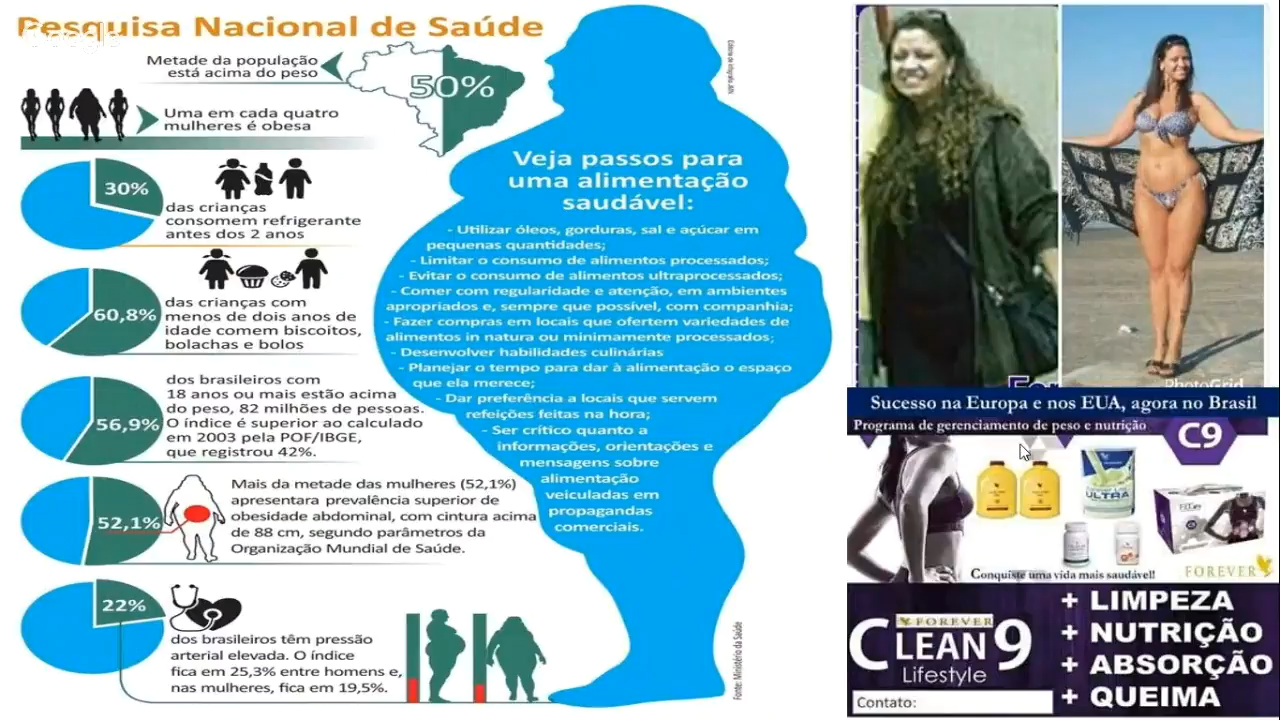 Pesquisa Nacional de Saúde
Google
Metade da população
está acima do peso
50%
Uma em cada quatro
mulheres é obesa
30%
das crianças
consomem refrigerante
antes dos 2 anos
60,8%
das crianças com
menos de dois anos de
idade comem biscoitos,
bolachas e bolos
56,9%
dos brasileiros com
18 anos ou mais estão acima
do peso, 82 milhões de pessoas.
O índice é superior ao calculado
em 2003 pela POF/IBGE,
que registrou 42%.
52,1%
Mais da metade das mulheres (52,1%)
apresentara prevalência superior de
obesidade abdominal, com cintura acima
de 88 cm, segundo parâmetros da
Organização Mundial de Saúde.
22%
dos brasileiros têm pressão
arterial elevada. O índice
fica em 25,3% entre homens e,
nas mulheres, fica em 19,5%.
Veja passos para
uma alimentação
saudável:
- Utilizar óleos, gorduras, sal e açúcar em
pequenas quantidades;
- Limitar o consumo de alimentos processados;
- Evitar o consumo de alimentos ultraprocessados;
- Comer com regularidade e atenção, em ambientes
apropriados e, sempre que possível, com companhia;
- Fazer compras em locais que ofertem variedades de
alimentos in natura ou minimamente processados;
- Desenvolver habilidades culinárias
- Planejar o tempo para dar à alimentação o espaço
que ela merece;
- Dar preferência a locais que servem
refeições feitas na hora;
- Ser crítico quanto a
informações, orientações e
mensagens sobre
alimentação
veiculadas em
propagandas
comerciais.
Fonte: Ministério da Saúde
PhotoGrid
Sucesso na Europa e nos EUA, agora no Brasil
Programa de gerenciamento de peso e nutrição
C9
ULTRA
Conquiste uma vida mais saudável!
FOREVER
FOREVER
CLEAN 9
Lifestyle
Contato:
+ LIMPEZA
+ NUTRIÇÃO
+ ABSORÇÃO
+ QUEIMA